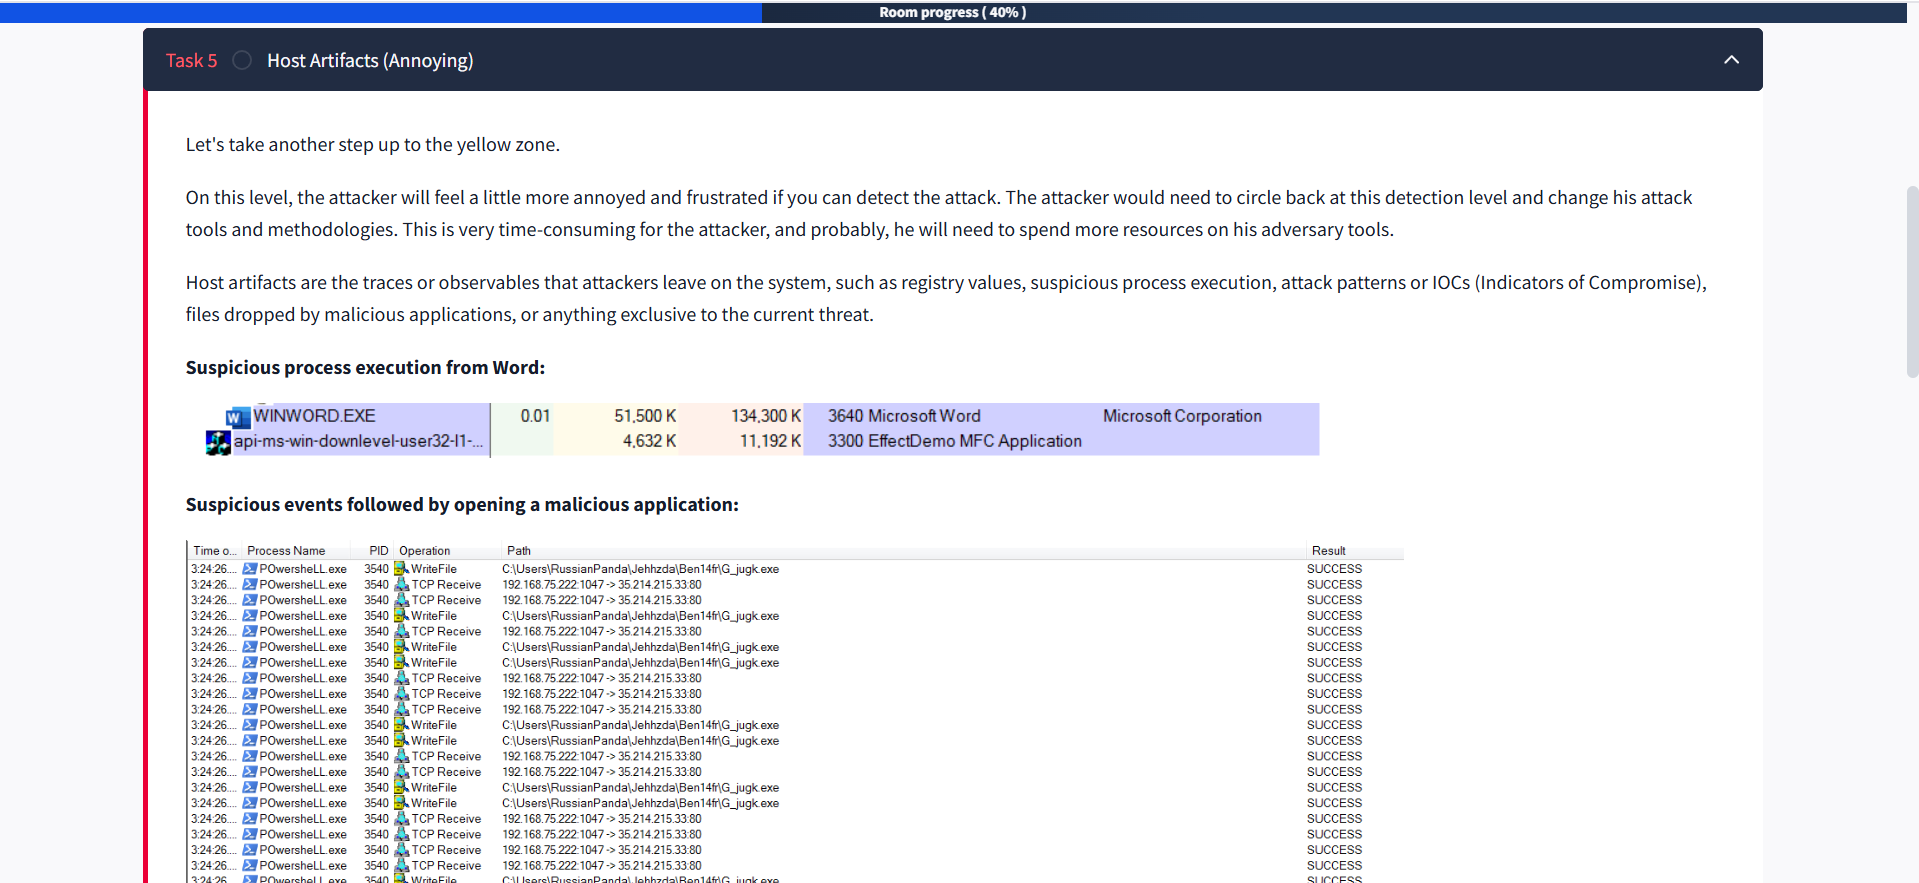 Room progress ( 40% )
Task 5 Host Artifacts (Annoying)
Let's take another step up to the yellow zone.
On this level, the attacker will feel a little more annoyed and frustrated if you can detect the attack. The attacker would need to circle back at this detection level and change his attack
tools and methodologies. This is very time-consuming for the attacker, and probably, he will need to spend more resources on his adversary tools.
Host artifacts are the traces or observables that attackers leave on the system, such as registry values, suspicious process execution, attack patterns or IOCs (Indicators of Compromise),
files dropped by malicious applications, or anything exclusive to the current threat.
Suspicious process execution from Word:
WINWORD.EXE 0.01 51,500 K 134,300 K 3640 Microsoft Word Microsoft Corporation
api-ms-win-downlevel-user32-l1-... 4,632 K 11,192 K 3300 EffectDemo MFC Application
Suspicious events followed by opening a malicious application:
Time o... Process Name PID Operation Path Result
3:24:26.... POwersheLL.exe 3540 WriteFile C:\Users\RussianPanda\Jehhzda\Ben14fr\G_jugk.exe SUCCESS
3:24:26.... POwersheLL.exe 3540 TCP Receive 192.168.75.222:1047 -> 35.214.215.33:80 SUCCESS
3:24:26.... POwersheLL.exe 3540 TCP Receive 192.168.75.222:1047 -> 35.214.215.33:80 SUCCESS
3:24:26.... POwersheLL.exe 3540 WriteFile C:\Users\RussianPanda\Jehhzda\Ben14fr\G_jugk.exe SUCCESS
3:24:26.... POwersheLL.exe 3540 TCP Receive 192.168.75.222:1047 -> 35.214.215.33:80 SUCCESS
3:24:26.... POwersheLL.exe 3540 WriteFile C:\Users\RussianPanda\Jehhzda\Ben14fr\G_jugk.exe SUCCESS
3:24:26.... POwersheLL.exe 3540 WriteFile C:\Users\RussianPanda\Jehhzda\Ben14fr\G_jugk.exe SUCCESS
3:24:26.... POwersheLL.exe 3540 TCP Receive 192.168.75.222:1047 -> 35.214.215.33:80 SUCCESS
3:24:26.... POwersheLL.exe 3540 TCP Receive 192.168.75.222:1047 -> 35.214.215.33:80 SUCCESS
3:24:26.... POwersheLL.exe 3540 TCP Receive 192.168.75.222:1047 -> 35.214.215.33:80 SUCCESS
3:24:26.... POwersheLL.exe 3540 WriteFile C:\Users\RussianPanda\Jehhzda\Ben14fr\G_jugk.exe SUCCESS
3:24:26.... POwersheLL.exe 3540 WriteFile C:\Users\RussianPanda\Jehhzda\Ben14fr\G_jugk.exe SUCCESS
3:24:26.... POwersheLL.exe 3540 TCP Receive 192.168.75.222:1047 -> 35.214.215.33:80 SUCCESS
3:24:26.... POwersheLL.exe 3540 TCP Receive 192.168.75.222:1047 -> 35.214.215.33:80 SUCCESS
3:24:26.... POwersheLL.exe 3540 WriteFile C:\Users\RussianPanda\Jehhzda\Ben14fr\G_jugk.exe SUCCESS
3:24:26.... POwersheLL.exe 3540 WriteFile C:\Users\RussianPanda\Jehhzda\Ben14fr\G_jugk.exe SUCCESS
3:24:26.... POwersheLL.exe 3540 TCP Receive 192.168.75.222:1047 -> 35.214.215.33:80 SUCCESS
3:24:26.... POwersheLL.exe 3540 TCP Receive 192.168.75.222:1047 -> 35.214.215.33:80 SUCCESS
3:24:26.... POwersheLL.exe 3540 TCP Receive 192.168.75.222:1047 -> 35.214.215.33:80 SUCCESS
3:24:26.... POwersheLL.exe 3540 TCP Receive 192.168.75.222:1047 -> 35.214.215.33:80 SUCCESS
3:24:26.... POwersheLL.exe 3540 WriteFile C:\Users\RussianPanda\Jehhzda\Ben14fr\G_jugk.exe SUCCESS